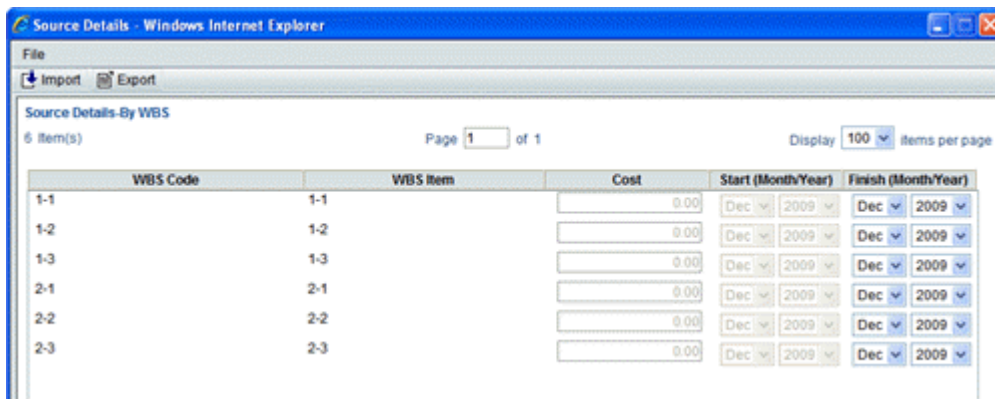 Source Details - Windows Internet Explorer
File
Import Export
Source Details-By WBS
6 Item(s) Page 1 of 1 Display 100 items per page
WBS Code WBS Item Cost Start (Month/Year) Finish (Month/Year)
1-1 1-1 0.00 Dec 2009 Dec 2009
1-2 1-2 0.00 Dec 2009 Dec 2009
1-3 1-3 0.00 Dec 2009 Dec 2009
2-1 2-1 0.00 Dec 2009 Dec 2009
2-2 2-2 0.00 Dec 2009 Dec 2009
2-3 2-3 0.00 Dec 2009 Dec 2009